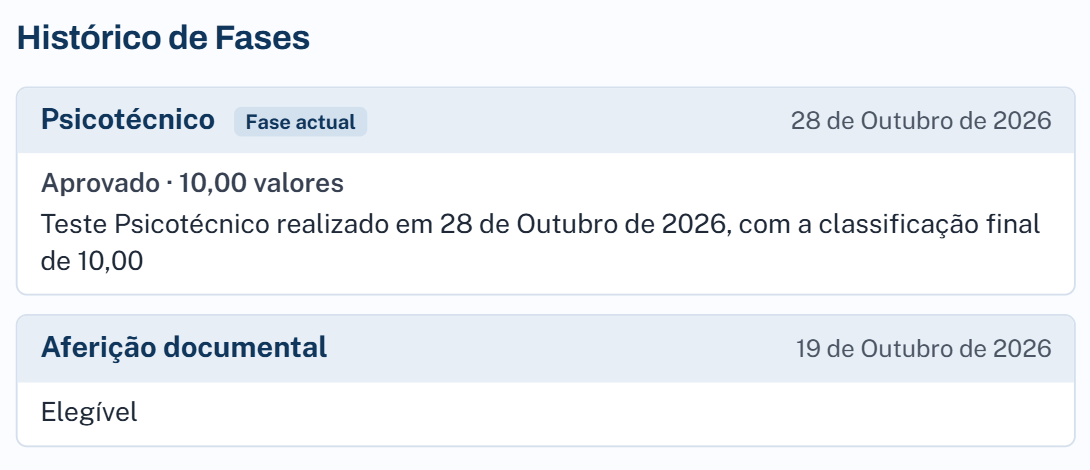 Histórico de Fases
Psicotécnico Fase actual 28 de Outubro de 2026
Aprovado · 10,00 valores
Teste Psicotécnico realizado em 28 de Outubro de 2026, com a classificação final
de 10,00
Aferição documental 19 de Outubro de 2026
Elegível